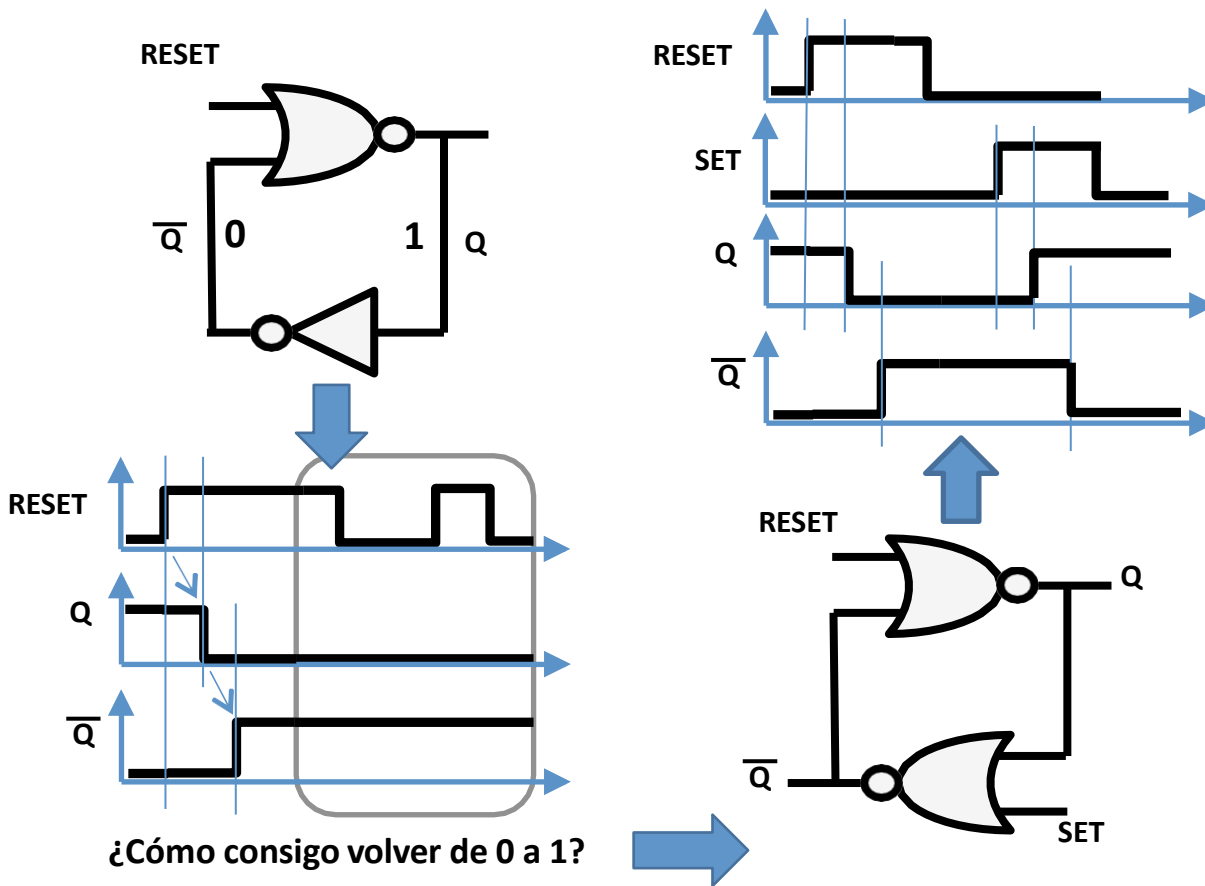 RESET
Q̅
0
1
Q
RESET
Q
Q̅
¿Cómo consigo volver de 0 a 1?
RESET
Q
Q̅
SET
RESET
SET
Q
Q̅